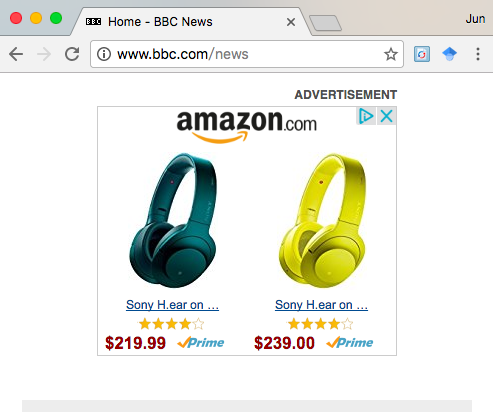 Home - BBC News
Jun
www.bbc.com/news
ADVERTISEMENT
amazon.com
Sony H.ear on ... Sony H.ear on ...
$219.99 Prime $239.00 Prime